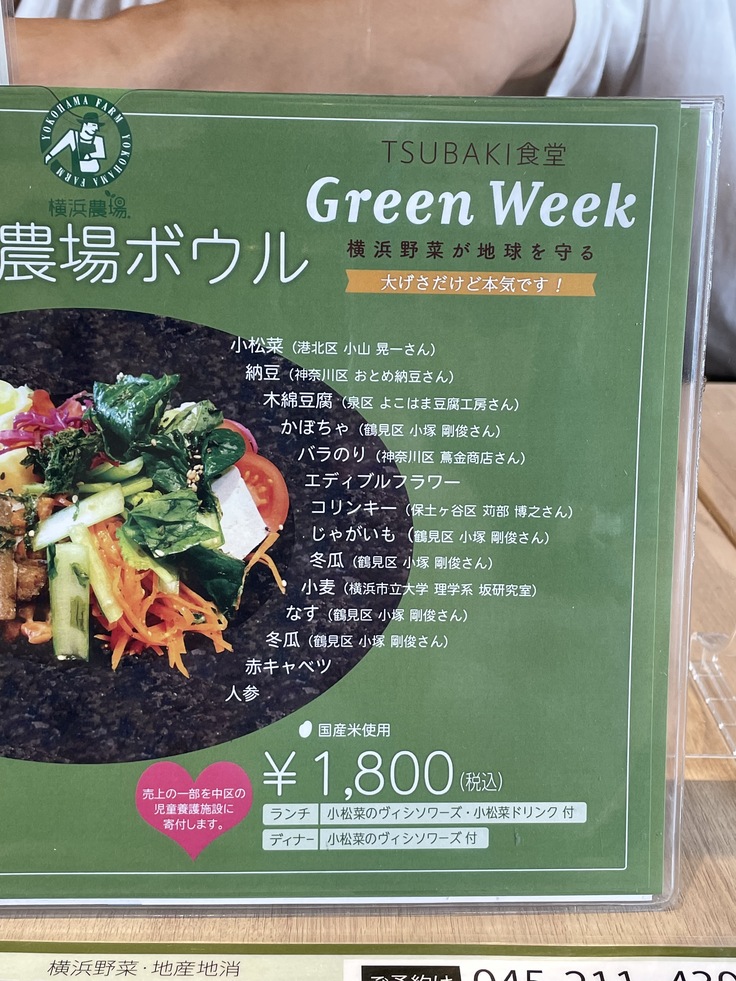 YOKOHAMA FARM YOKOHAMA FARM
横浜農場
TSUBAKI食堂
Green Week
農場ボウル
横浜野菜が地球を守る
大げさだけど本気です！
小松菜（港北区 小山 晃一さん）
納豆（神奈川区 おとめ納豆さん）
木綿豆腐（泉区 よこはま豆腐工房さん）
かぼちゃ（鶴見区 小塚 剛俊さん）
バラのり（神奈川区 蔦金商店さん）
エディブルフラワー
コリンキー（保土ヶ谷区 苅部 博之さん）
じゃがいも（鶴見区 小塚 剛俊さん）
冬瓜（鶴見区 小塚 剛俊さん）
小麦（横浜市立大学 理学系 坂研究室）
なす（鶴見区 小塚 剛俊さん）
冬瓜（鶴見区 小塚 剛俊さん）
赤キャベツ
人参
国産米使用
¥1,800(税込)
売上の一部を中区の
児童養護施設に
寄付します。
ランチ 小松菜のヴィシソワーズ・小松菜ドリンク 付
ディナー 小松菜のヴィシソワーズ 付
横浜野菜・地産地消
ご予約は 045-211-